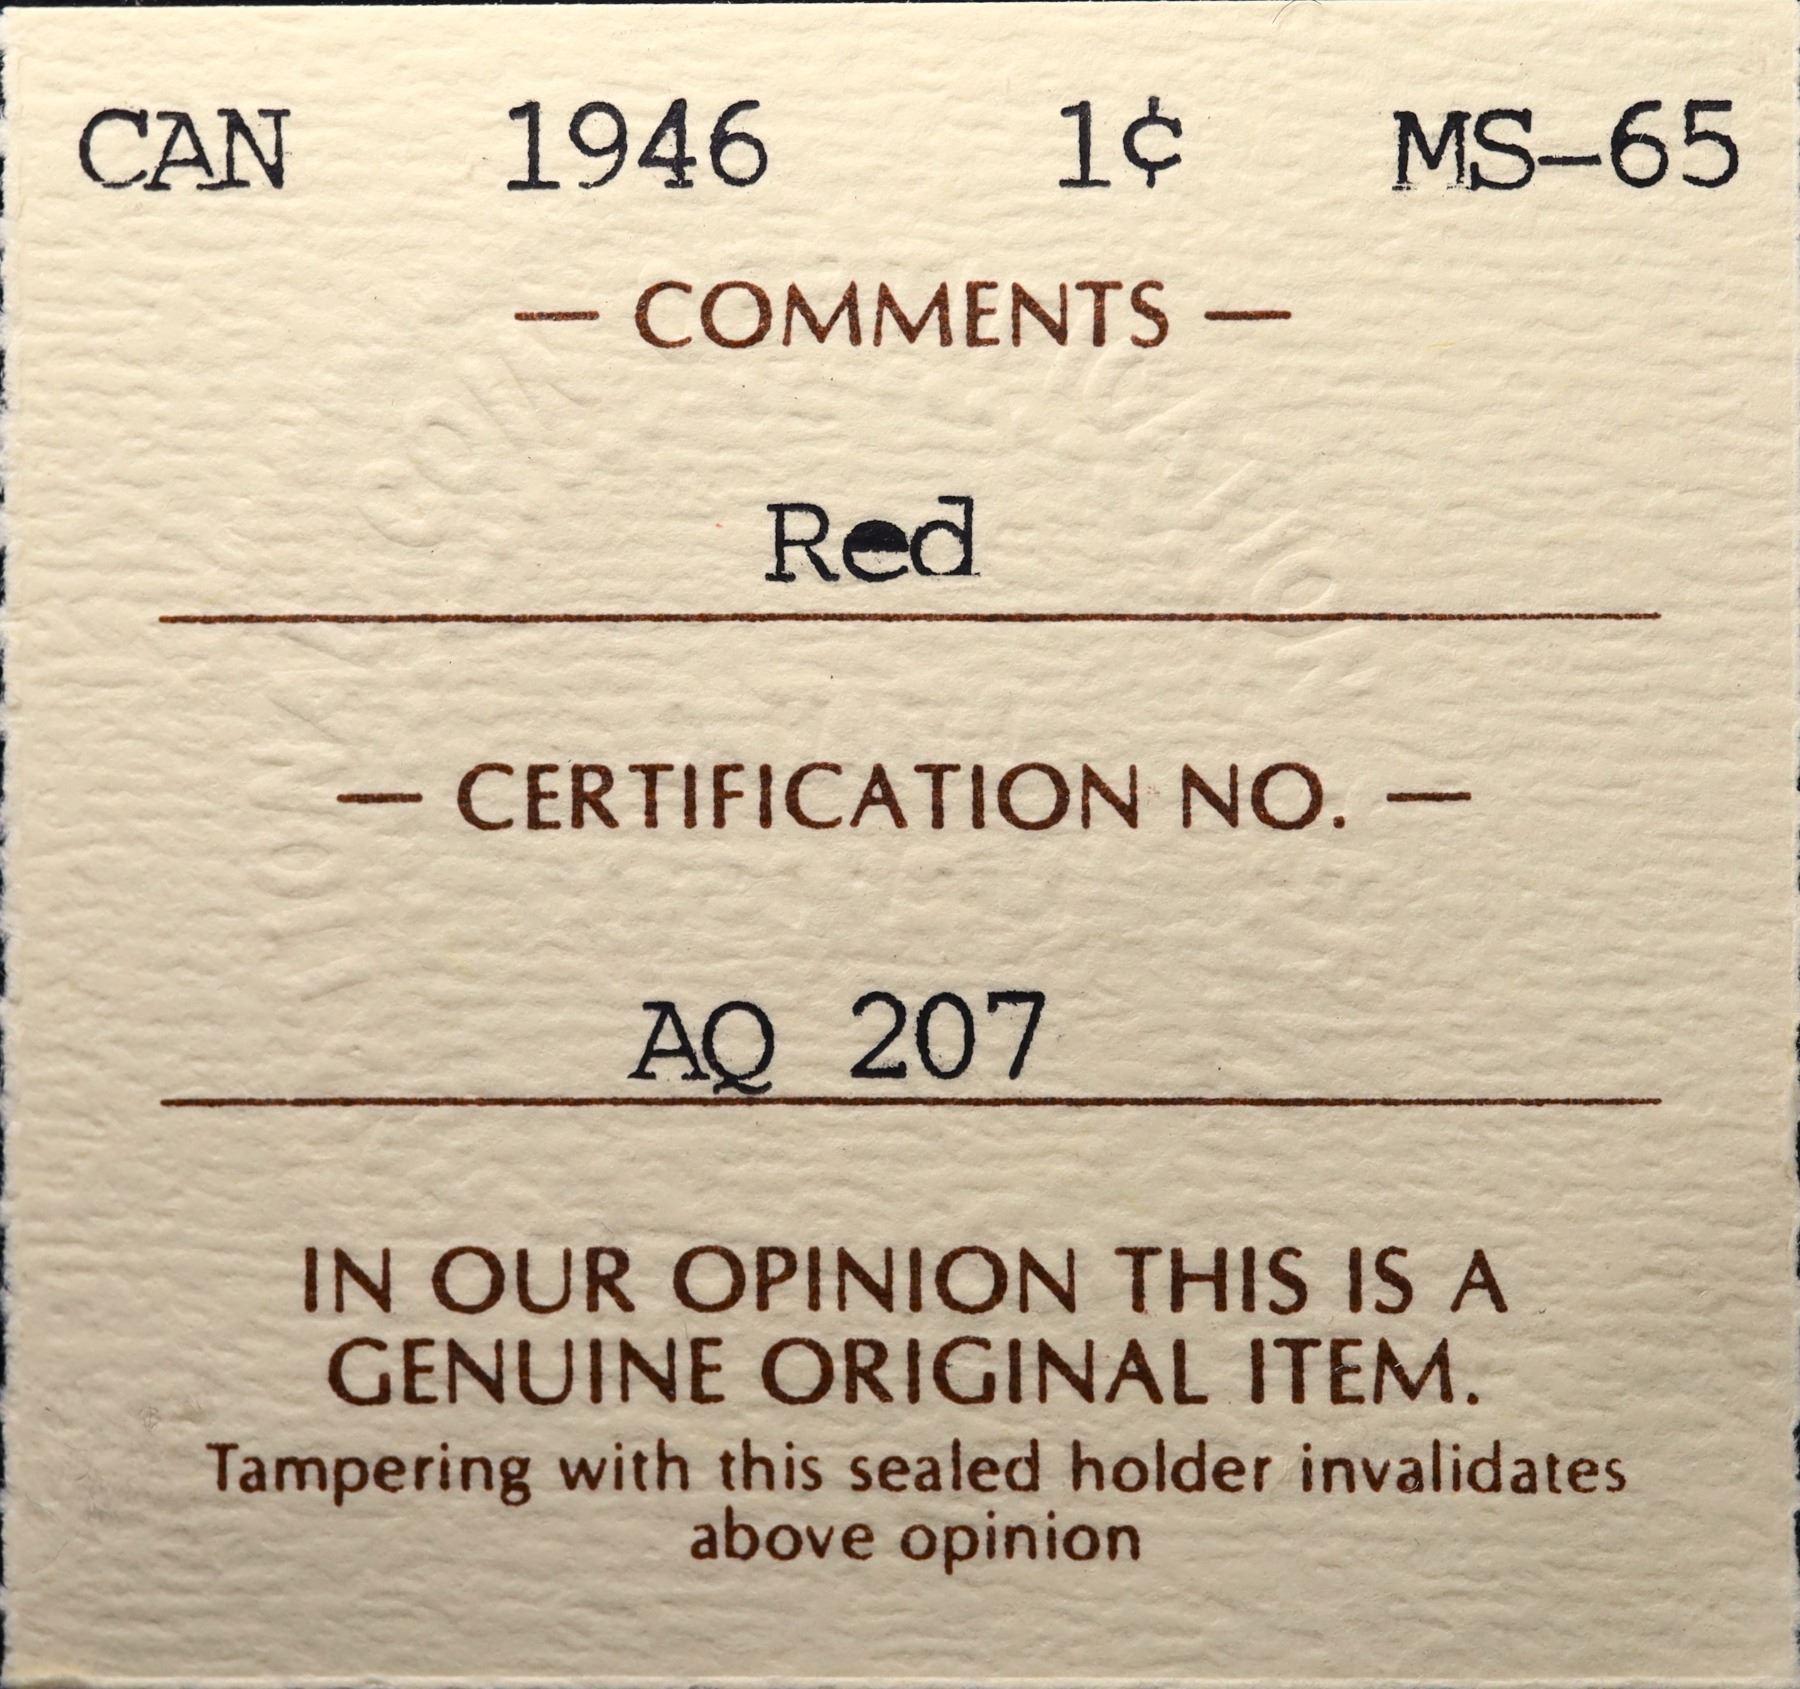 CAN 1946 1¢ MS-65
— COMMENTS —
Red
— CERTIFICATION NO. —
AQ 207
IN OUR OPINION THIS IS A
GENUINE ORIGINAL ITEM.
Tampering with this sealed holder invalidates
above opinion